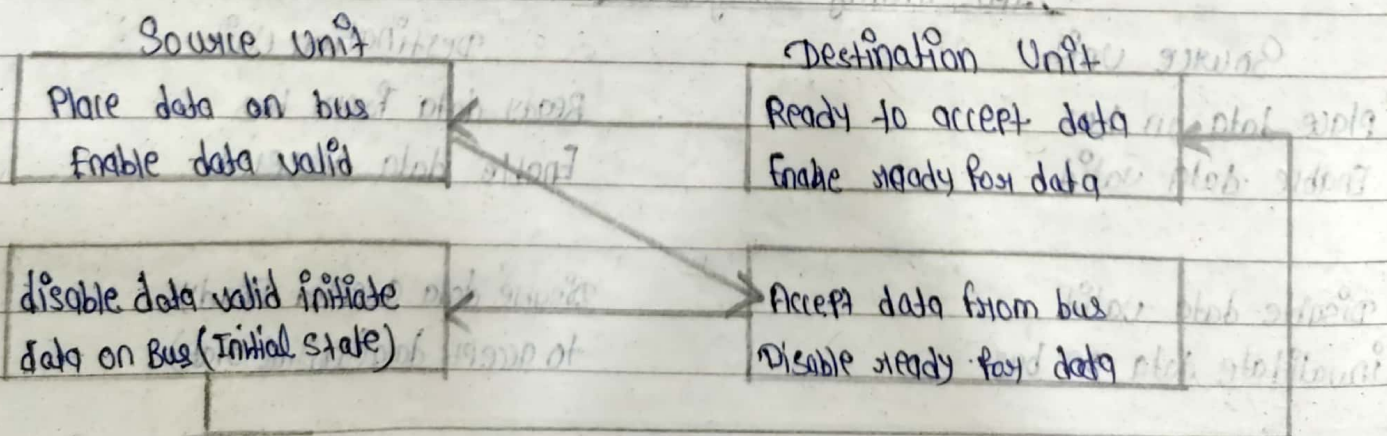 Source Unit
Destination Unit
Place data on bus
Enable data valid
Ready to accept data
Enable ready for data
disable data valid initiate
data on Bus (Initial state)
Accept data from bus
Disable ready for data